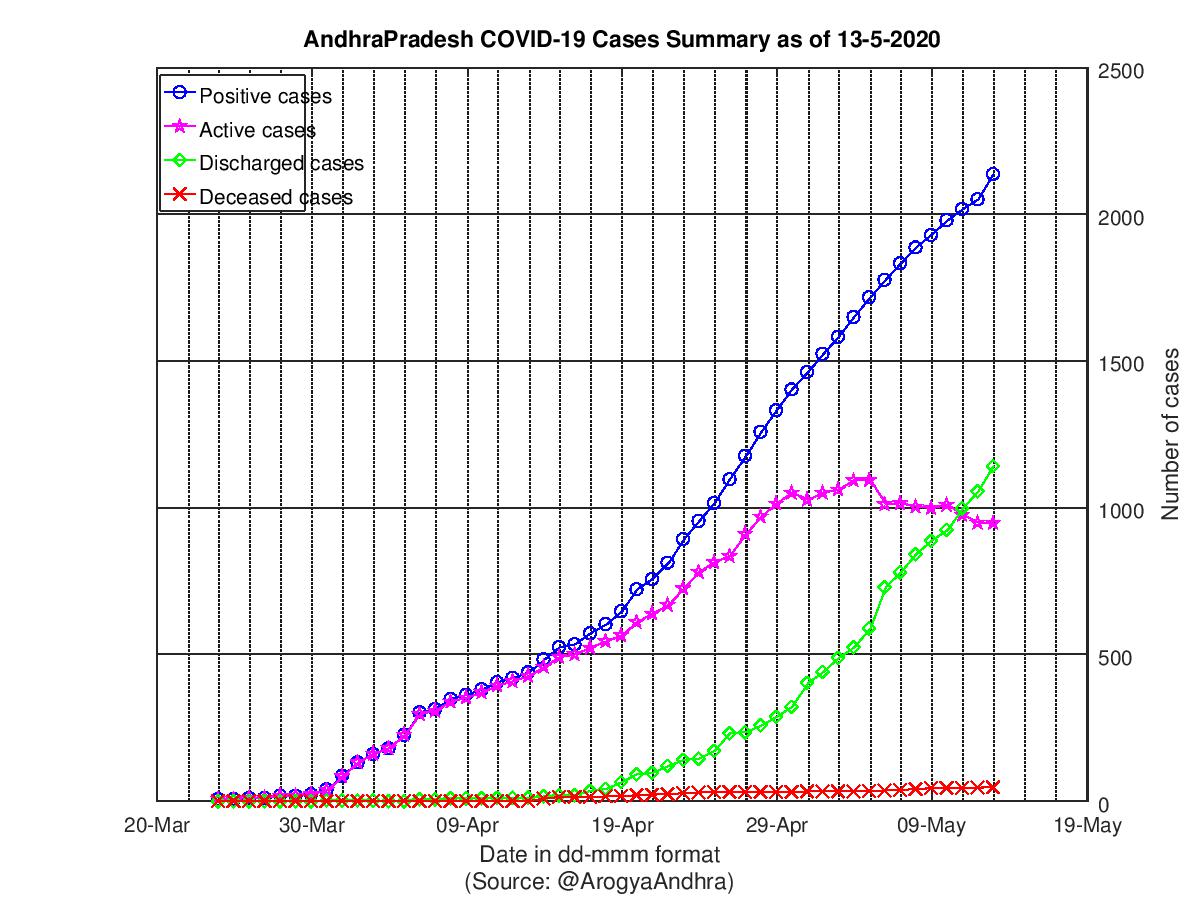 AndhraPradesh COVID-19 Cases Summary as of 13-5-2020
Positive cases
Active cases
Discharged cases
Deceased cases
2500
2000
1500
1000
500
0
Number of cases
20-Mar 30-Mar 09-Apr 19-Apr 29-Apr 09-May 19-May
Date in dd-mmm format
(Source: @ArogyaAndhra)